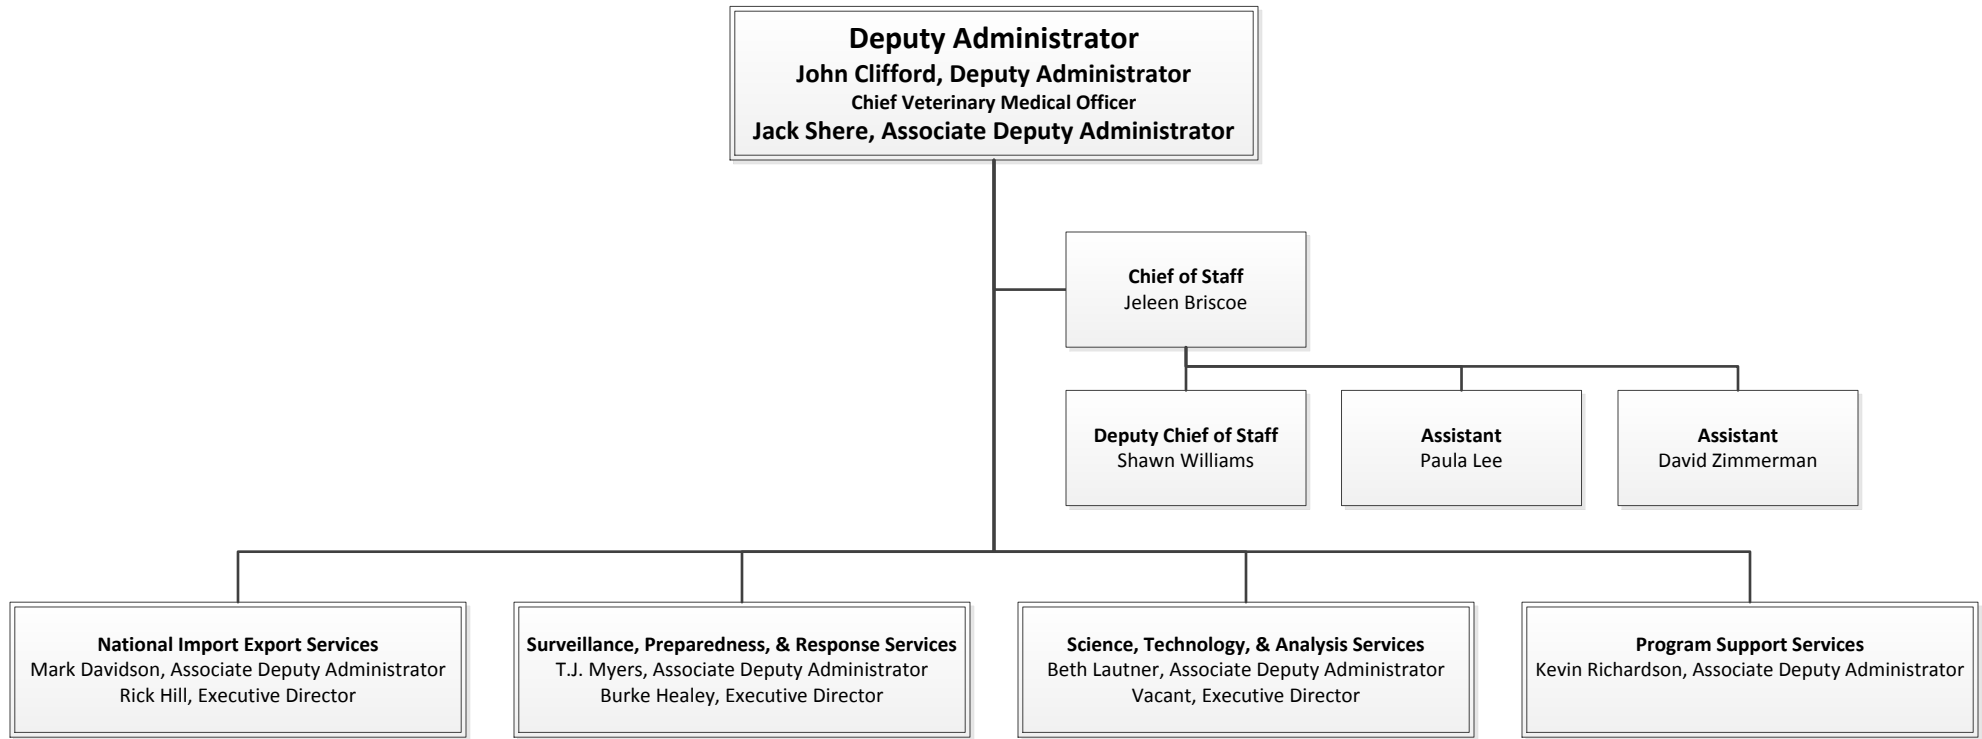 Deputy Administrator
John Clifford, Deputy Administrator
Chief Veterinary Medical Officer
Jack Shere, Associate Deputy Administrator
Chief of Staff
Jeleen Briscoe
Deputy Chief of Staff
Shawn Williams
Assistant
Paula Lee
Assistant
David Zimmerman
National Import Export Services
Mark Davidson, Associate Deputy Administrator
Rick Hill, Executive Director
Surveillance, Preparedness, & Response Services
T.J. Myers, Associate Deputy Administrator
Burke Healey, Executive Director
Science, Technology, & Analysis Services
Beth Lautner, Associate Deputy Administrator
Vacant, Executive Director
Program Support Services
Kevin Richardson, Associate Deputy Administrator